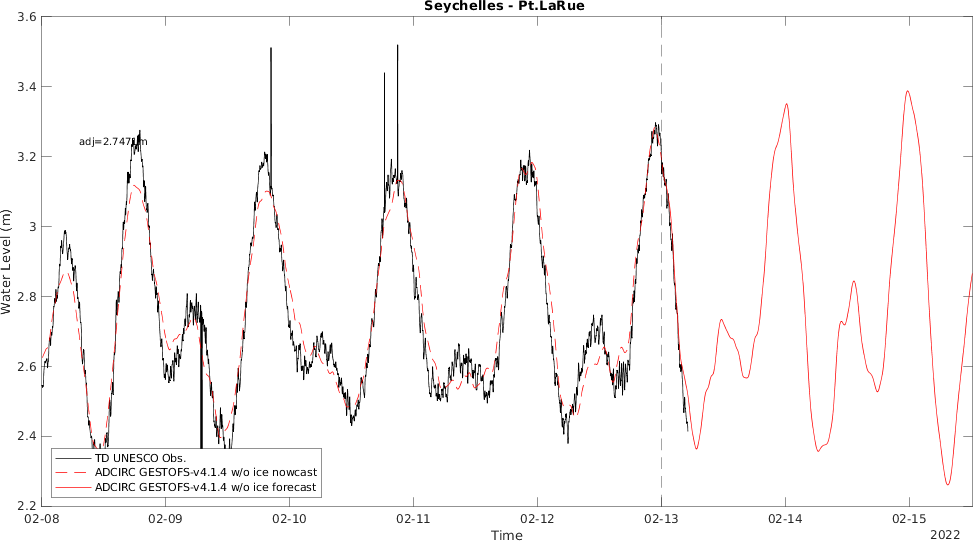 Seychelles - Pt.LaRue
3.6
3.4
3.2
3
2.8
2.6
2.4
2.2
Water Level (m)
TD UNESCO Obs.
ADCIRC GESTOFS-v4.1.4 w/o ice nowcast
ADCIRC GESTOFS-v4.1.4 w/o ice forecast
02-08
02-09
02-10
02-11
02-12
02-13
02-14
02-15
Time
2022